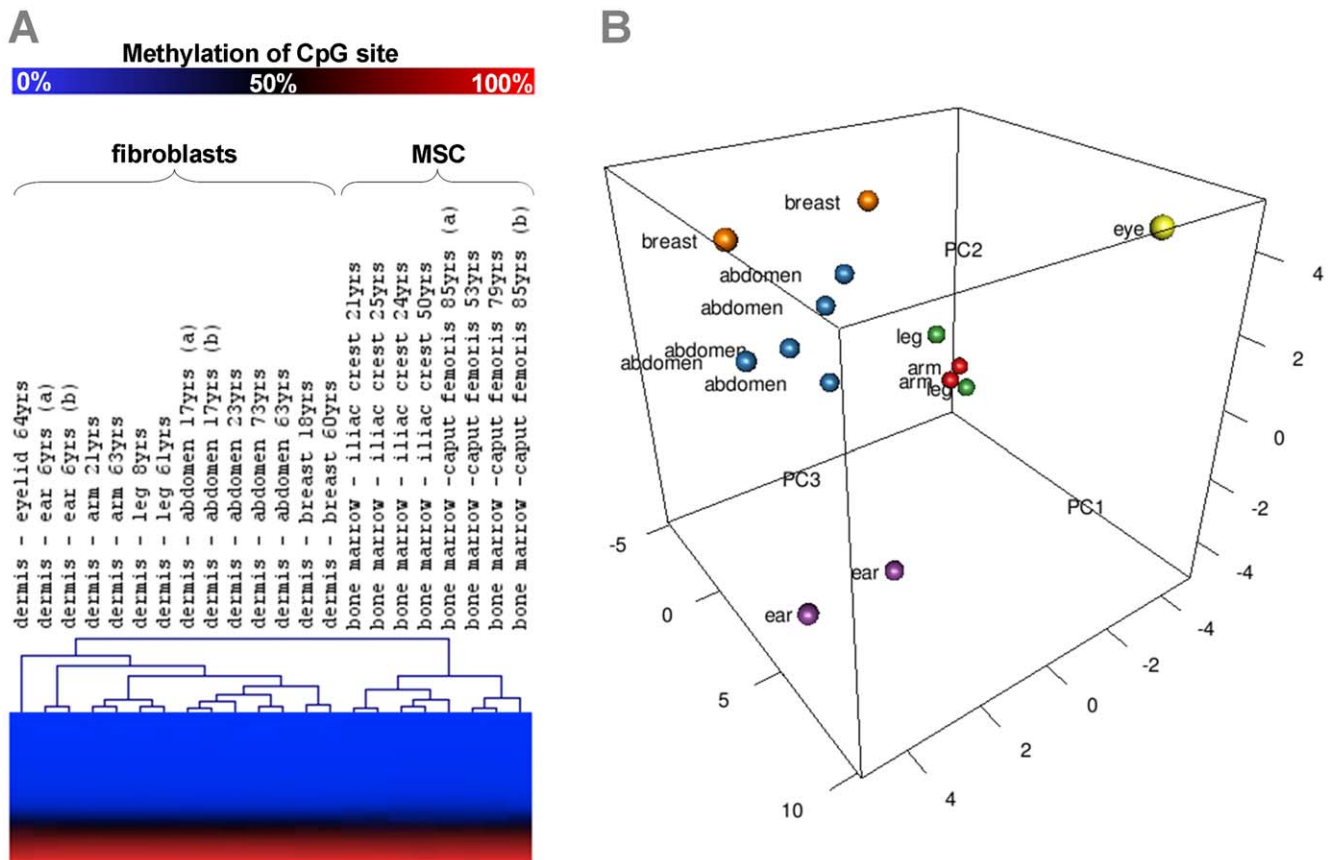 A
Methylation of CpG site
0% 50% 100%
fibroblasts MSC
dermis - eyelid 64yrs
dermis - ear 6yrs (a)
dermis - ear 6yrs (b)
dermis - arm 21yrs
dermis - arm 63yrs
dermis - leg 8yrs
dermis - leg 61yrs
dermis - abdomen 17yrs (a)
dermis - abdomen 17yrs (b)
dermis - abdomen 23yrs
dermis - abdomen 73yrs
dermis - abdomen 63yrs
dermis - breast 18yrs
dermis - breast 60yrs
bone marrow - iliac crest 21yrs
bone marrow - iliac crest 25yrs
bone marrow - iliac crest 24yrs
bone marrow - iliac crest 50yrs
bone marrow -caput femoris 85yrs (a)
bone marrow -caput femoris 53yrs
bone marrow -caput femoris 79yrs
bone marrow -caput femoris 85yrs (b)
B
breast
breast
eye
PC2
abdomen
abdomen
abdomen
abdomen
abdomen
leg
arm
arm
leg
PC3
PC1
ear
ear
4
2
0
-2
-4
-5
0
5
10
4
2
0
-2
-4